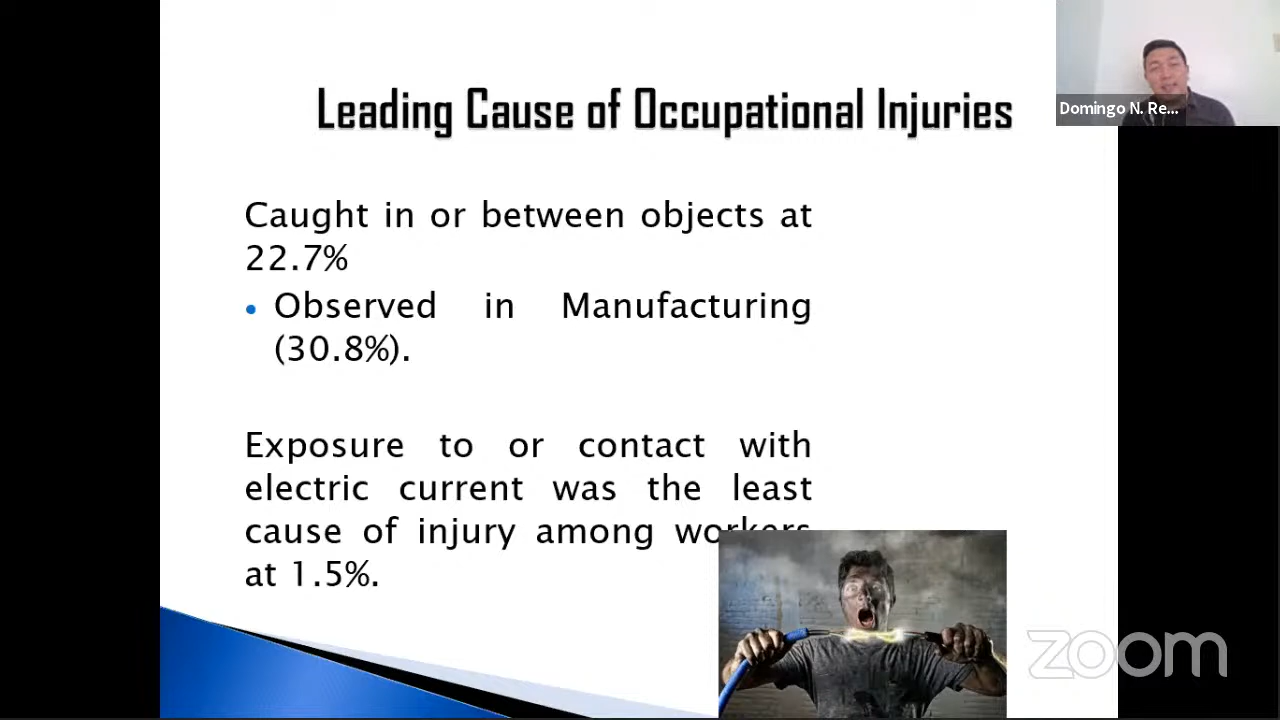 Leading Cause of Occupational Injuries
Domingo N. Re...
Caught in or between objects at
22.7%
• Observed in Manufacturing
(30.8%).
Exposure to or contact with
electric current was the least
cause of injury among workers
at 1.5%.
zoom